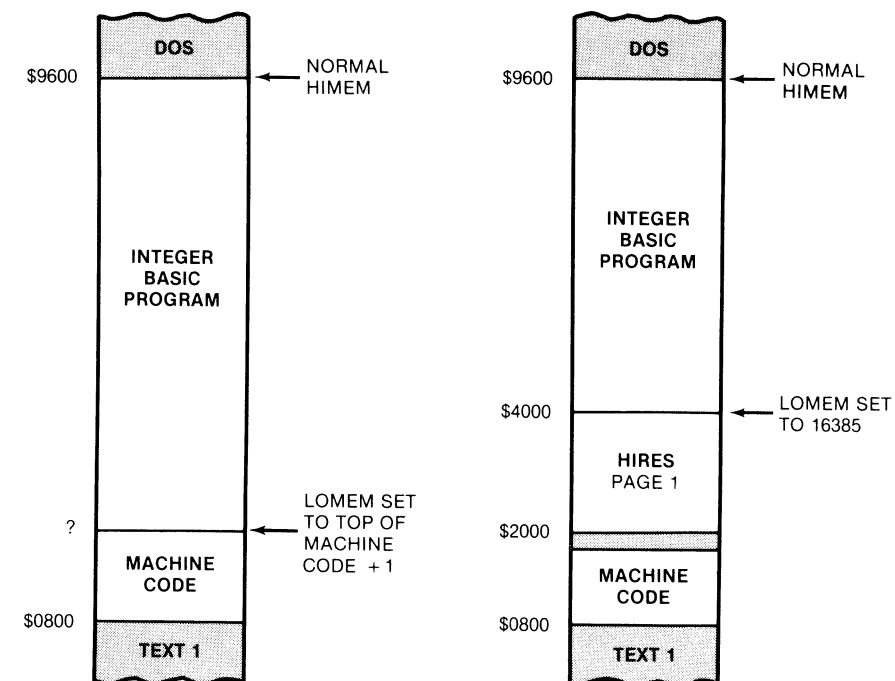 DOS
$9600
NORMAL
HIMEM
INTEGER
BASIC
PROGRAM
?
LOMEM SET
TO TOP OF
MACHINE
CODE + 1
MACHINE
CODE
$0800
TEXT 1
DOS
$9600
NORMAL
HIMEM
INTEGER
BASIC
PROGRAM
$4000
LOMEM SET
TO 16385
HIRES
PAGE 1
$2000
MACHINE
CODE
$0800
TEXT 1